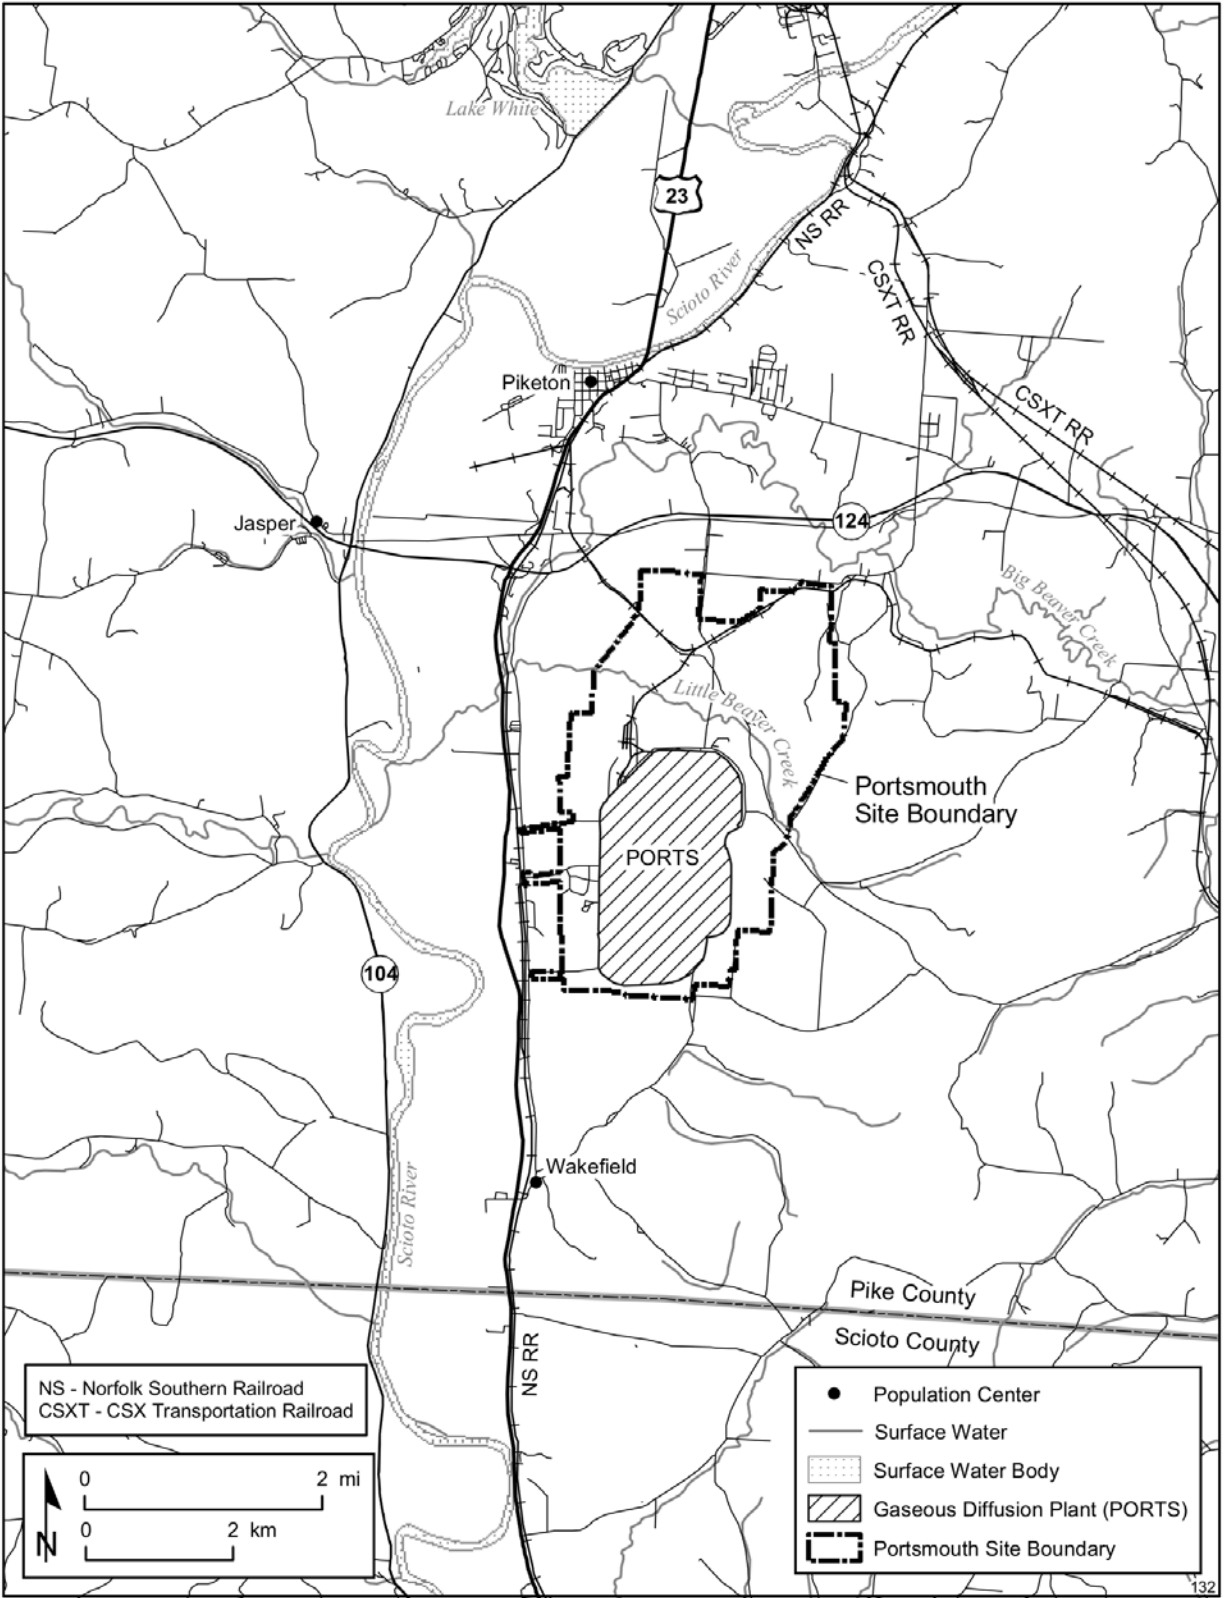 Lake White
23
NS RR
Scioto River
CSXT RR
Piketon
CSXT RR
Jasper
124
Big Beaver Creek
Little Beaver Creek
Portsmouth
Site Boundary
PORTS
104
Wakefield
Scioto River
Pike County
Scioto County
NS RR
NS - Norfolk Southern Railroad
CSXT - CSX Transportation Railroad
0 2 mi
0 2 km
N
Population Center
Surface Water
Surface Water Body
Gaseous Diffusion Plant (PORTS)
Portsmouth Site Boundary
132